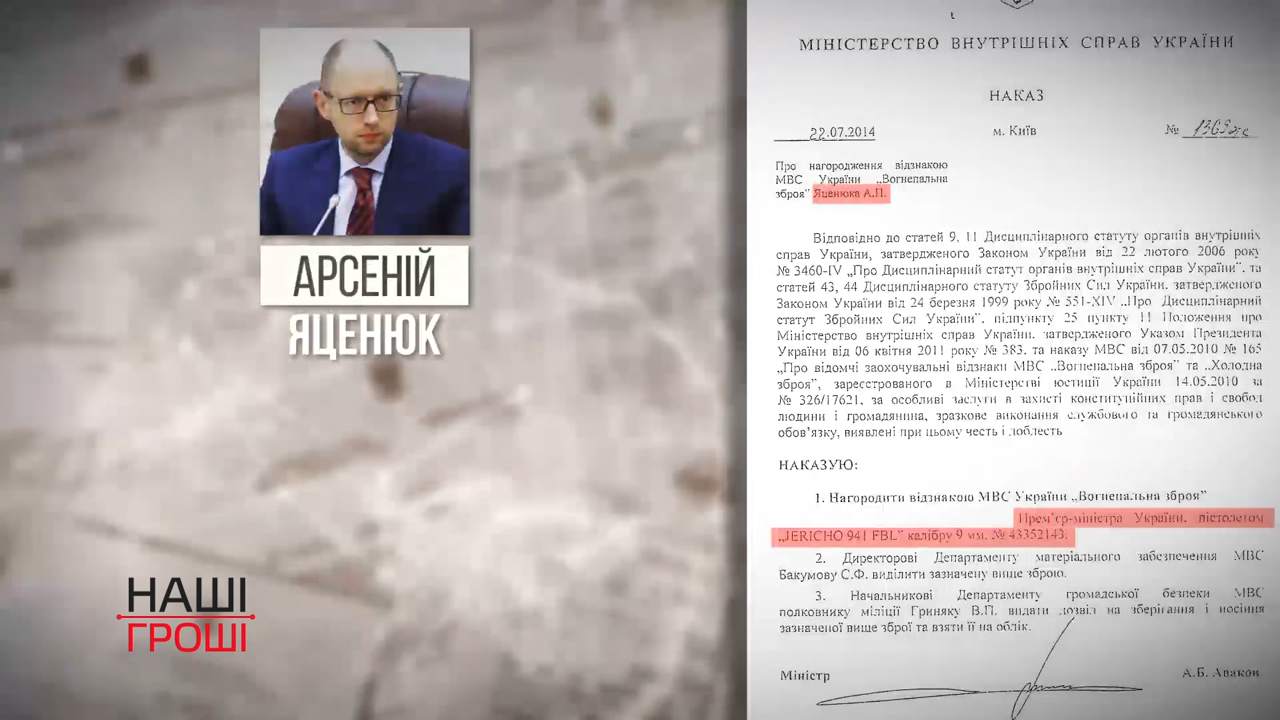 АРСЕНІЙ
ЯЦЕНЮК
НАШІ
ГРОШІ
МІНІСТЕРСТВО ВНУТРІШНІХ СПРАВ УКРАЇНИ
НАКАЗ
22.07.2014 м. Київ №
Про нагородження відзнакою
МВС України „Вогнепальна
зброя" Яценюка А.П.
Відповідно до статей 9, 11 Дисциплінарного статуту органів внутрішніх
справ України, затвердженого Законом України від 22 лютого 2006 року
№ 3460-IV „Про Дисциплінарний статут органів внутрішніх справ України", та
статей 43, 44 Дисциплінарного статуту Збройних Сил України, затвердженого
Законом України від 24 березня 1999 року № 551-XIV „Про Дисциплінарний
статут Збройних Сил України", підпункту 25 пункту 11 Положення про
Міністерство внутрішніх справ України, затвердженого Указом Президента
України від 06 квітня 2011 року № 383, та наказу МВС від 07.05.2010 № 165
„Про відомчі заохочувальні відзнаки МВС „Вогнепальна зброя" та „Холодна
зброя", зареєстрованого в Міністерстві юстиції України 14.05.2010 за
№ 326/17621, за особливі заслуги в захисті конституційних прав і свобод
людини і громадянина, зразкове виконання службового та громадянського
обов'язку, виявлені при цьому честь і доблесть
НАКАЗУЮ:
1. Нагородити відзнакою МВС України „Вогнепальна зброя"
Прем'єр-міністра України, пістолетом
„JERICHO 941 FBL" калібру 9 мм, № 43352143;
2. Директорові Департаменту матеріального забезпечення МВС
Бакумову С.Ф. виділити зазначену вище зброю.
3. Начальникові Департаменту громадської безпеки МВС
полковнику міліції Гриняку В.П. видати дозвіл на зберігання і носіння
зазначеної вище зброї та взяти її на облік.
Міністр А.Б. Аваков